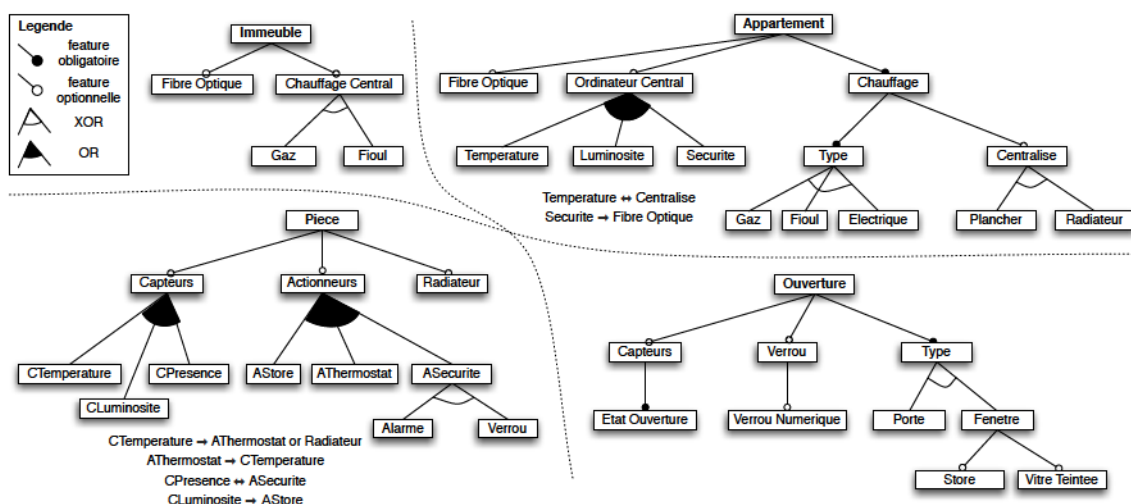 Legende
feature
obligatoire
feature
optionnelle
XOR
OR
Immeuble
Fibre Optique
Chauffage Central
Gaz
Fioul
Appartement
Fibre Optique
Ordinateur Central
Chauffage
Temperature
Luminosite
Securite
Type
Centralise
Temperature ↔ Centralise
Securite → Fibre Optique
Gaz
Fioul
Electrique
Plancher
Radiateur
Piece
Capteurs
Actionneurs
Radiateur
CTemperature
CPresence
AStore
AThermostat
ASecurite
CLuminosite
Alarme
Verrou
CTemperature → AThermostat or Radiateur
AThermostat → CTemperature
CPresence ↔ ASecurite
CLuminosite → AStore
Ouverture
Capteurs
Verrou
Type
Etat Ouverture
Verrou Numerique
Porte
Fenetre
Store
Vitre Teintee